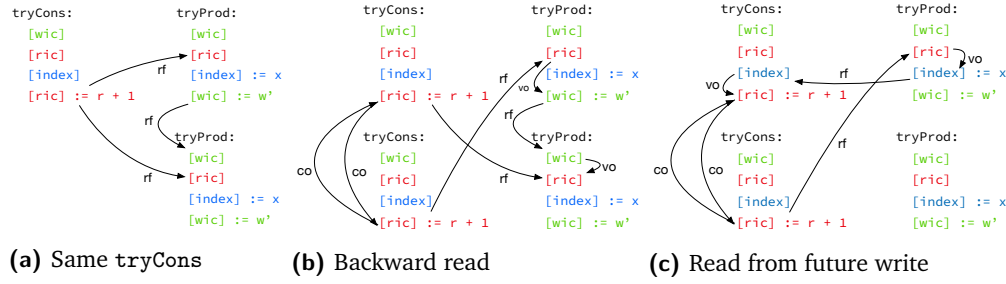 tryCons:
[wic]
[ric]
[index]
[ric] := r + 1
tryProd:
[wic]
[ric]
[index] := x
[wic] := w'
tryProd:
[wic]
[ric]
[index] := x
[wic] := w'
rf
rf
rf
(a) Same tryCons
tryCons:
[wic]
[ric]
[index]
[ric] := r + 1
tryCons:
[wic]
[ric]
[index]
[ric] := r + 1
tryProd:
[wic]
[ric]
[index] := x
[wic] := w'
tryProd:
[wic]
[ric]
[index] := x
[wic] := w'
co
co
rf
vo
rf
rf
vo
(b) Backward read
tryCons:
[wic]
[ric]
[index]
[ric] := r + 1
tryCons:
[wic]
[ric]
[index]
[ric] := r + 1
tryProd:
[wic]
[ric]
[index] := x
[wic] := w'
tryProd:
[wic]
[ric]
[index] := x
[wic] := w'
vo
rf
vo
co
co
rf
(c) Read from future write